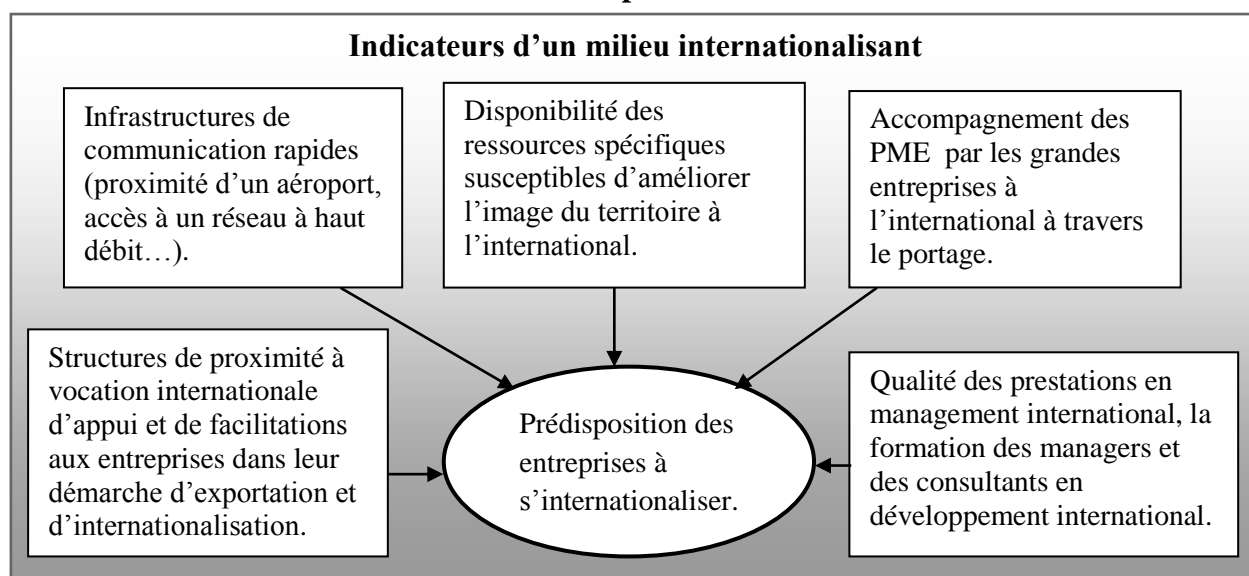 Indicateurs d'un milieu internationalisant
Infrastructures de
communication rapides
(proximité d'un aéroport,
accès à un réseau à haut
débit…).
Disponibilité des
ressources spécifiques
susceptibles d'améliorer
l'image du territoire à
l'international.
Accompagnement des
PME  par les grandes
entreprises à
l'international à travers
le portage.
Structures de proximité à
vocation internationale
d'appui et de facilitations
aux entreprises dans leur
démarche d'exportation et
d'internationalisation.
Prédisposition des
entreprises à
s'internationaliser.
Qualité des prestations en
management international, la
formation des managers et
des consultants en
développement international.